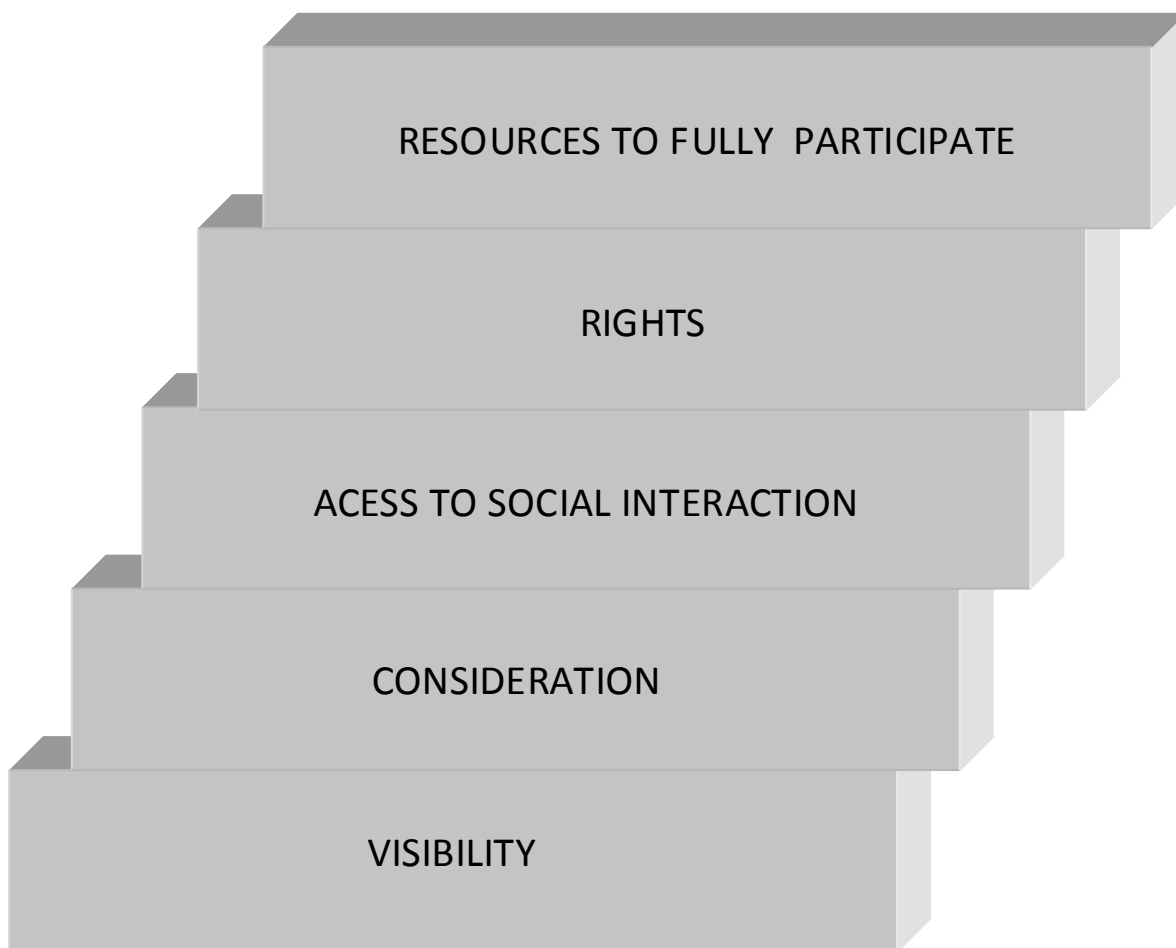 RESOURCES TO FULLY  PARTICIPATE
RIGHTS
ACESS TO SOCIAL INTERACTION
CONSIDERATION
VISIBILITY